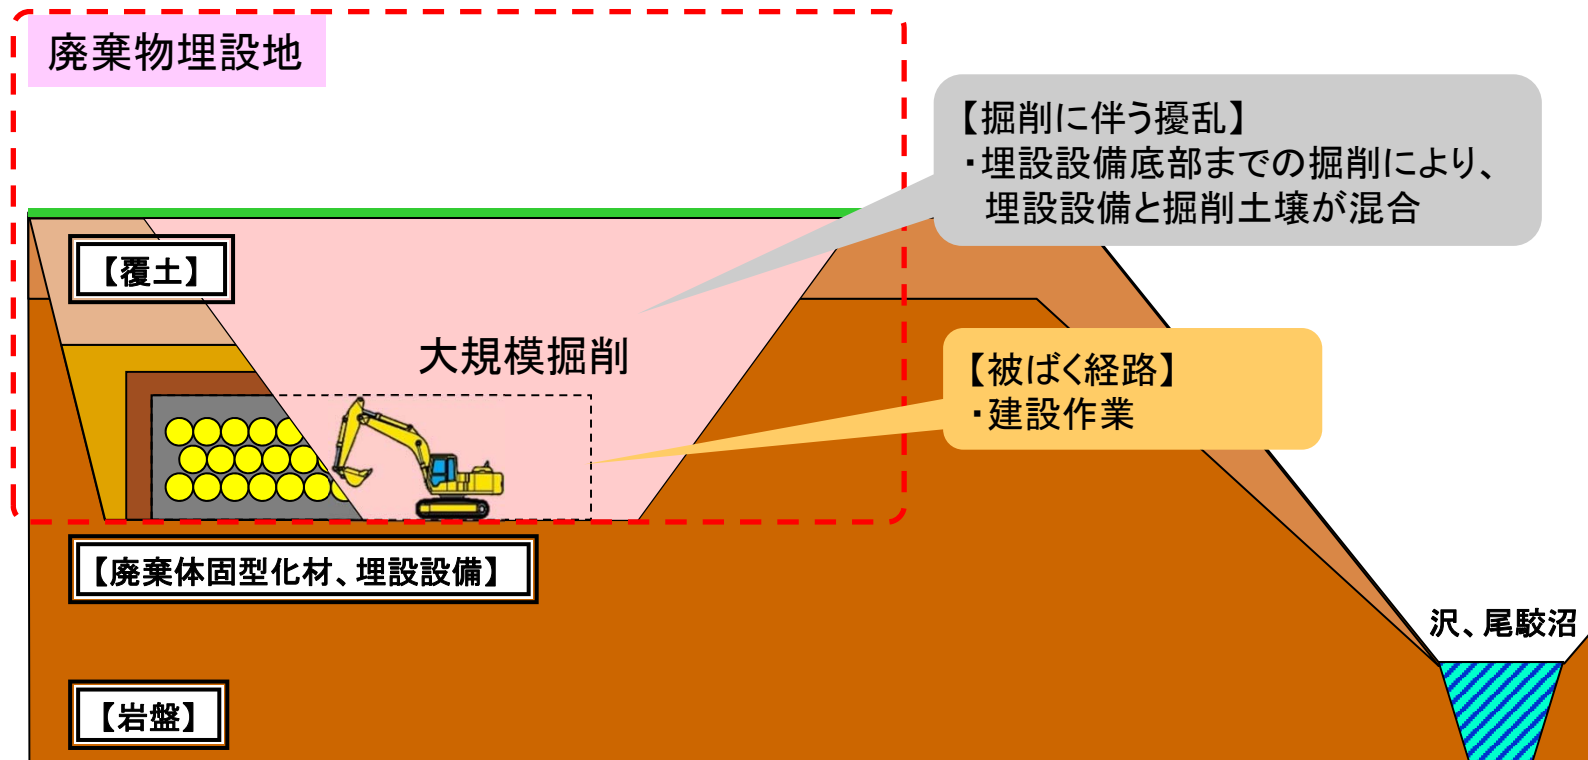 廃棄物埋設地
【掘削に伴う擾乱】
・埋設設備底部までの掘削により、
埋設設備と掘削土壌が混合
【覆土】
大規模掘削
【被ばく経路】
・建設作業
【廃棄体固型化材、埋設設備】
沢、尾駮沼
【岩盤】